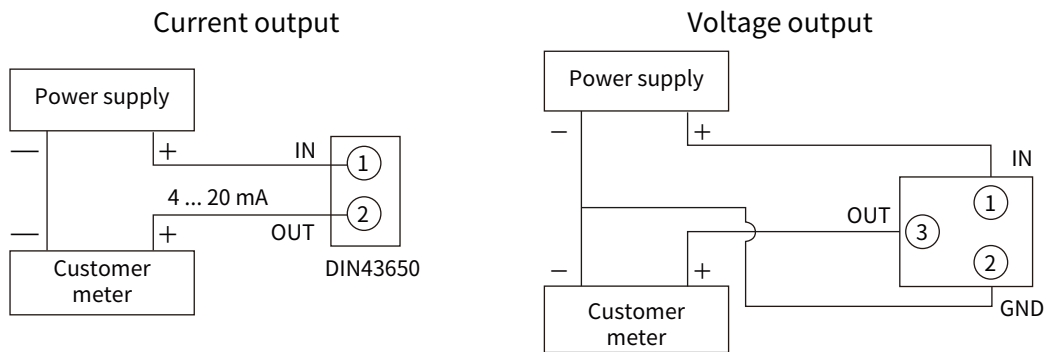 Current output
Power supply
—
+
IN
1
4 ... 20 mA
2
—
+
OUT
Customer
meter
DIN43650
Voltage output
Power supply
–
+
IN
1
OUT
3
2
–
+
GND
Customer
meter